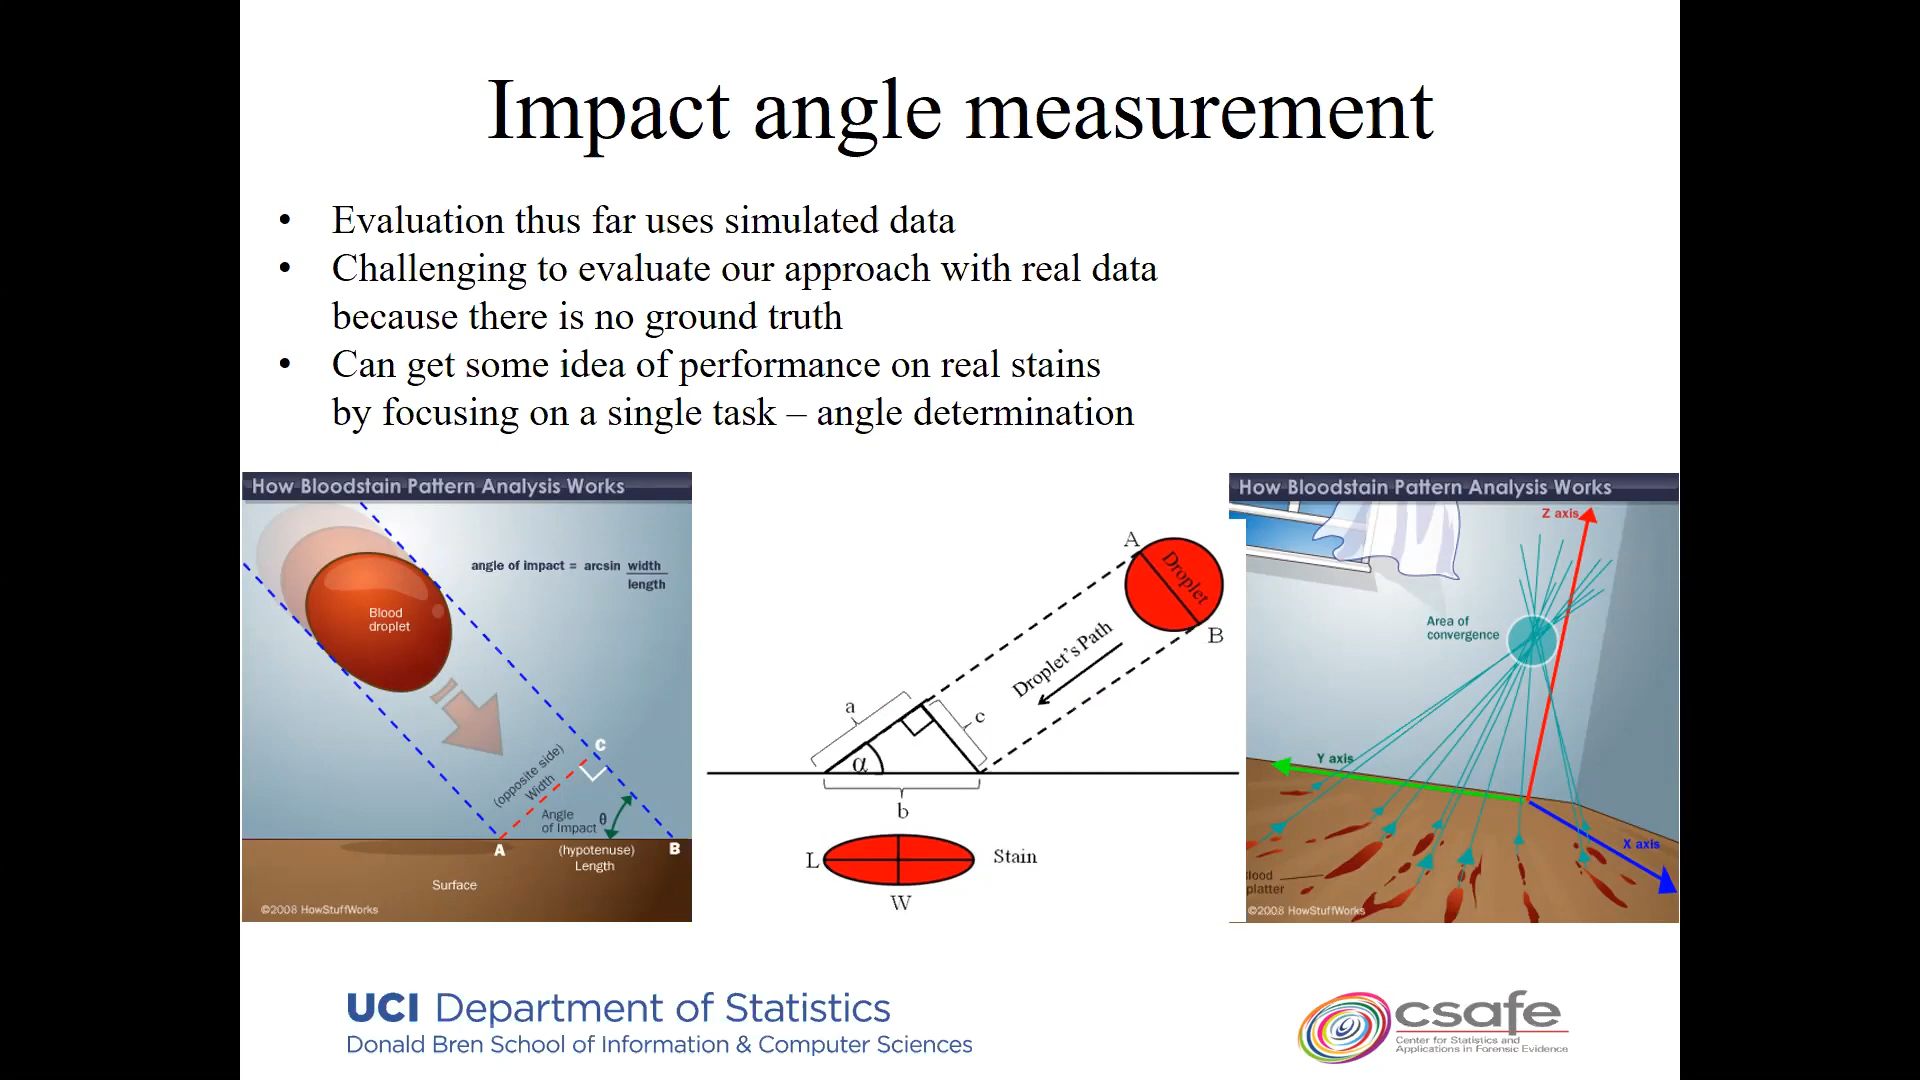 Impact angle measurement
• Evaluation thus far uses simulated data
• Challenging to evaluate our approach with real data
because there is no ground truth
• Can get some idea of performance on real stains
by focusing on a single task – angle determination
How Bloodstain Pattern Analysis Works
angle of impact = arcsin width
length
Blood
droplet
(opposite side)
Width
C
Angle
of Impact θ
A
(hypotenuse)
Length
B
Surface
©2008 HowStuffWorks
A
Droplet
B
Droplet's Path
a
c
α
b
L
Stain
W
How Bloodstain Pattern Analysis Works
Z axis
Area of
convergence
Y axis
X axis
Blood
platter
©2008 HowStuffWorks
UCI Department of Statistics
Donald Bren School of Information & Computer Sciences
csafe
Center for Statistics and
Applications in Forensic Evidence